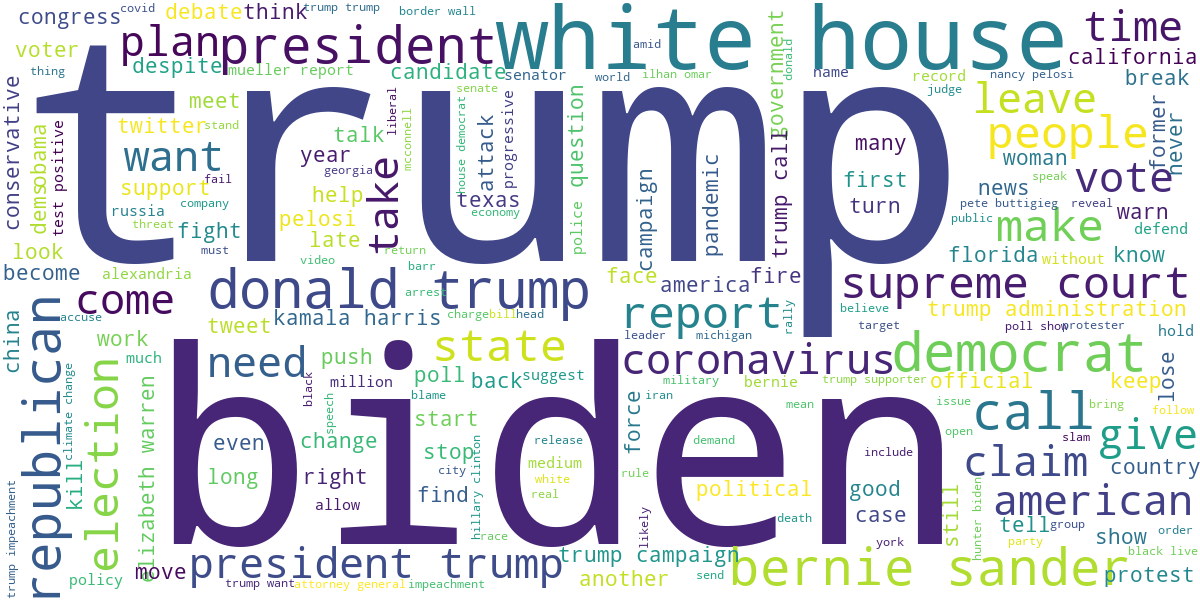 congress
covid
debate
think
trump trump
border wall
white house
time
voter
plan
president
amid
donald
california
thing
despite
mueller report
candidate
senator
world
ilhan omar
government
name
record
nancy pelosi
break
conservative
meet
trump
senate
judge
leave
former
never
obama
dems
test positive
twitter
stand
talk
liberal
mcconnell
house democrat
attack
progressive
police question
campaign
pandemic
trump call
many
people
woman
want
year
georgia
take
first
news
speak
vote
support
fail
help
texas
economy
turn
pete buttigieg
reveal
russia
company
pelosi
public
warn
threat
fight
late
make
defend
look
must
return
video
florida
without
know
become
alexandria
barr
face
america
fire
supreme court
come
donald trump
arrest
report
rally
believe
trump administration
republican
accuse
tweet
kamala harris
charge
bill
head
leader
michigan
target
poll show
protester
hold
china
work
much
need
push
state
coronavirus
democrat
lose
climate change
election
elizabeth warren
biden
black
million
poll
back
suggest
military
bernie
trump supporter
official
keep
blame
iran
force
mean
issue
bring
follow
speech
start
call
give
even
change
stop
release
demand
open
slam
kill
long
right
city
hillary clinton
medium
white
real
rule
include
claim
country
allow
find
political
good
american
trump impeachment
race
likely
death
case
still
hunter biden
tell
group
show
order
york
party
black live
move
president trump
trump campaign
bernie sander
protest
policy
trump want
attorney general
impeachment
another
send